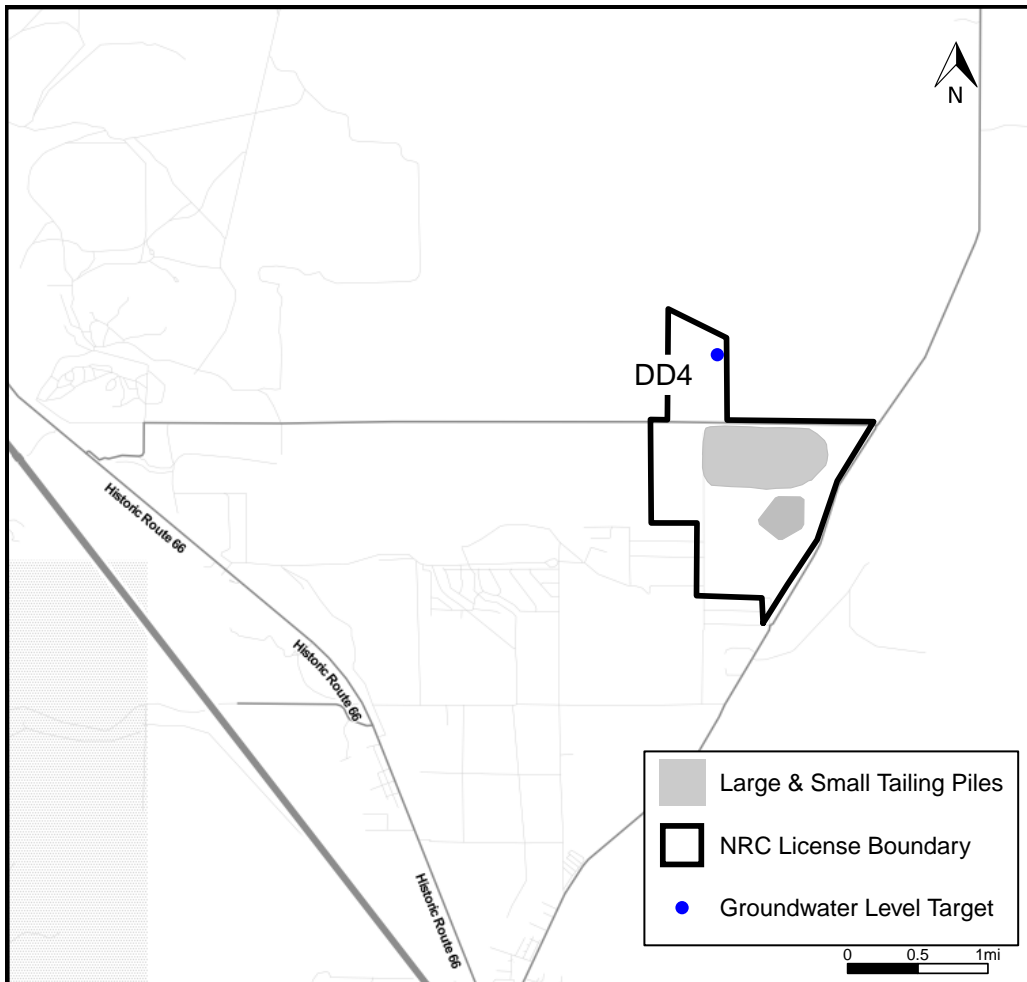 N
DD4
Historic Route 66
Historic Route 66
Historic Route 66
Large & Small Tailing Piles
NRC License Boundary
Groundwater Level Target
0 0.5 1mi